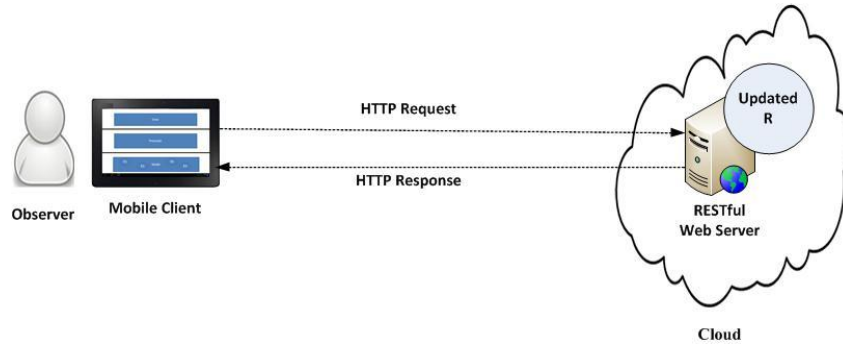 HTTP Request
Updated
R
HTTP Response
Observer
Mobile Client
RESTful
Web Server
Cloud